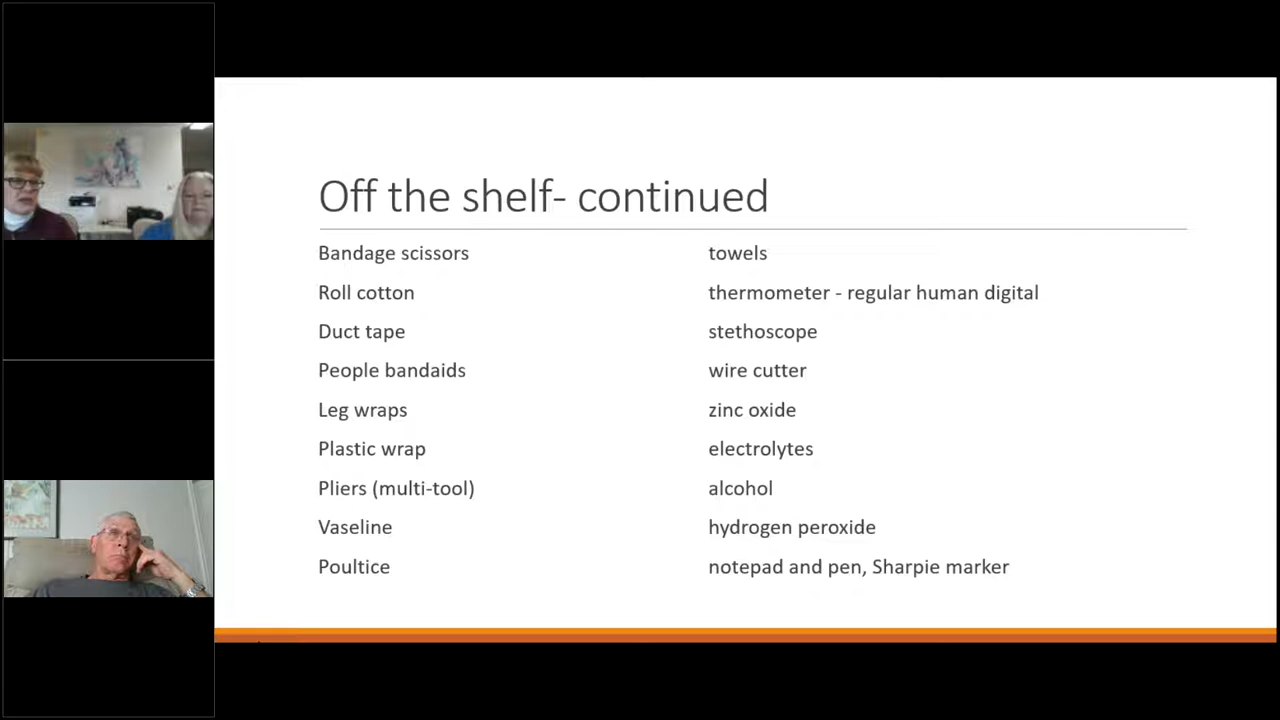 Off the shelf- continued
Bandage scissors
Roll cotton
Duct tape
People bandaids
Leg wraps
Plastic wrap
Pliers (multi-tool)
Vaseline
Poultice
towels
thermometer - regular human digital
stethoscope
wire cutter
zinc oxide
electrolytes
alcohol
hydrogen peroxide
notepad and pen, Sharpie marker